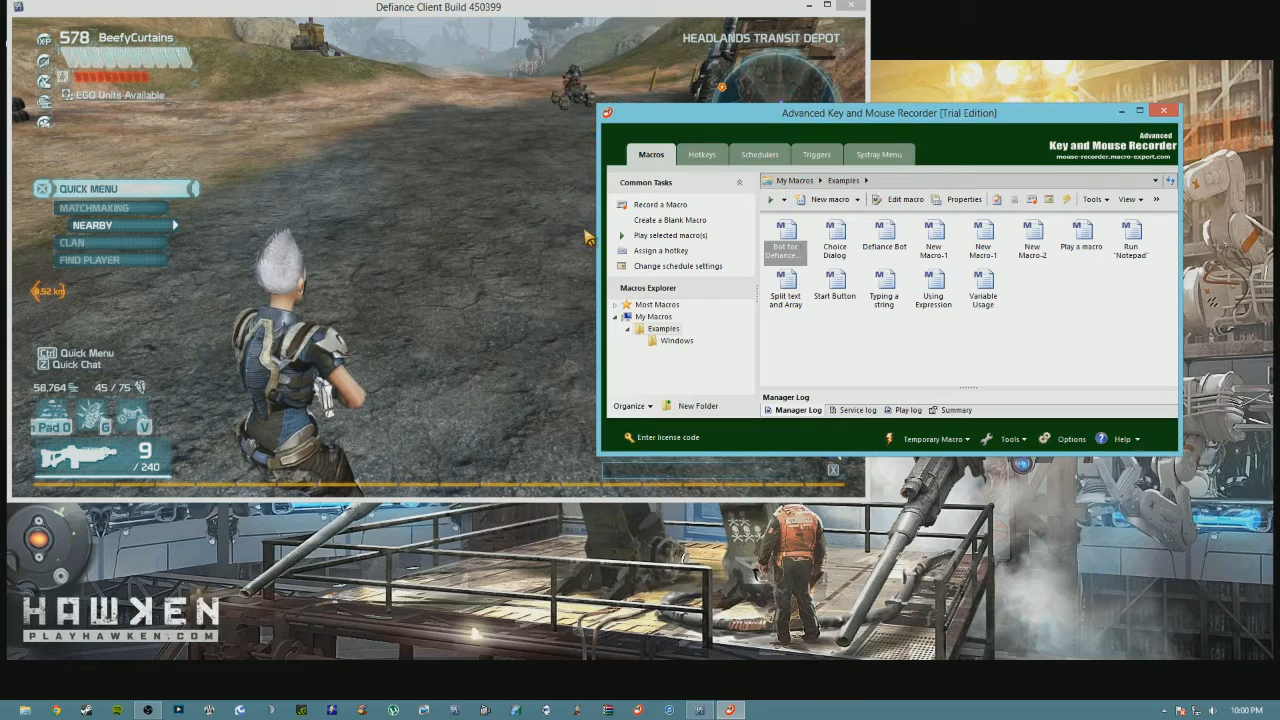 Defiance Client Build 450399
578 BeefyCurtains
EGO Units Available
HEADLANDS TRANSIT DEPOT
QUICK MENU
MATCHMAKING
NEARBY
CLAN
FIND PLAYER
Ctrl Quick Menu
Z Quick Chat
58,764
45 / 75
n Pad 0
G
V
9
/ 240
X
Advanced Key and Mouse Recorder [Trial Edition]
Advanced
Key and Mouse Recorder
mouse-recorder.macro-expert.com
Macros
Hotkeys
Schedulers
Triggers
Systray Menu
Common Tasks
Record a Macro
Create a Blank Macro
Play selected macro(s)
Assign a hotkey
Change schedule settings
Macros Explorer
Most Macros
My Macros
Examples
Windows
Organize
New Folder
My Macros
Examples
New macro
Edit macro
Properties
Tools
View
Bot for Defiance...
Choice Dialog
Defiance Bot
New Macro-1
New Macro-1
New Macro-2
Play a macro
Run 'Notepad'
Split text and Array
Start Button
Typing a string
Using Expression
Variable Usage
Manager Log
Manager Log
Service log
Play log
Summary
Enter license code
Temporary Macro
Tools
Options
Help
HAWKEN
PLAYHAWKEN.COM
10:00 PM